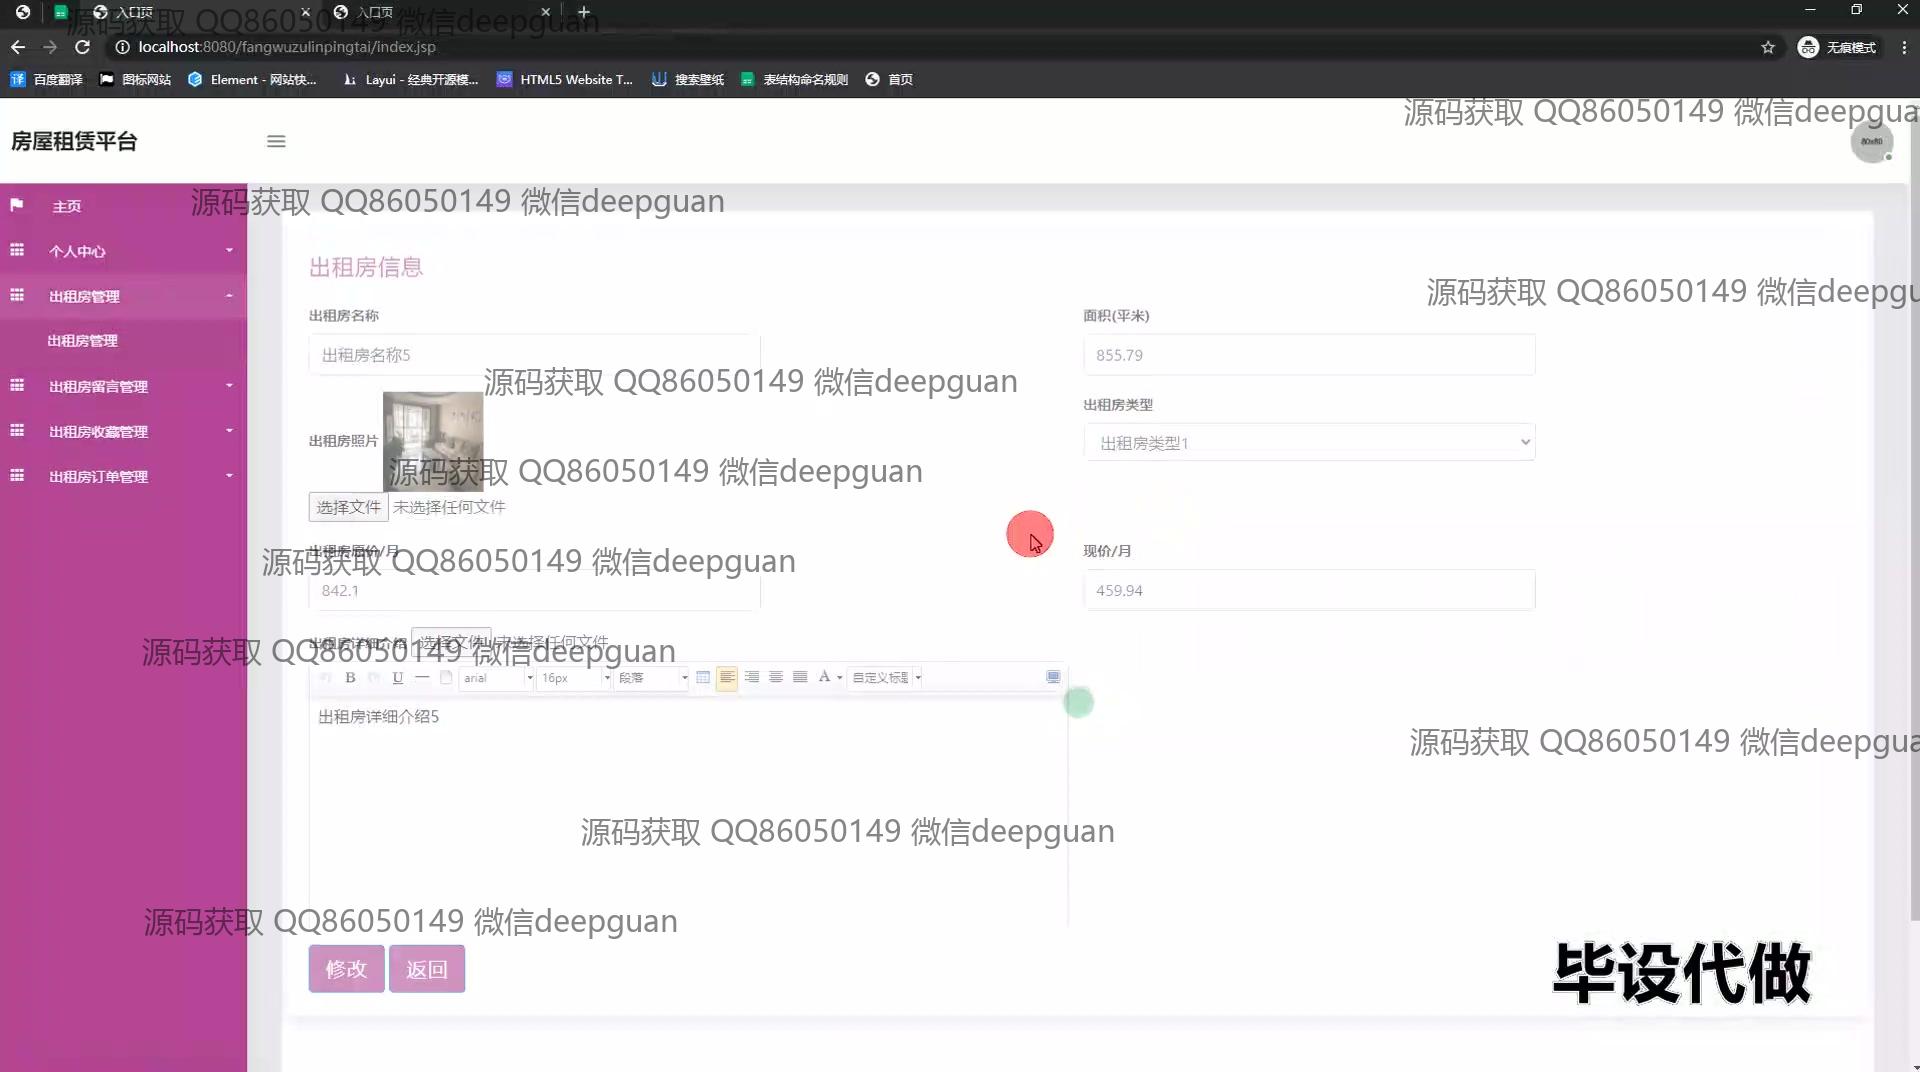 入口页
入口页
源码获取 QQ86050149 微信deepguan
localhost:8080/fangwuzulinpingtai/index.jsp
无痕模式
百度翻译
图标网站
Element - 网站快...
Layui - 经典开源模...
HTML5 Website T...
搜索壁纸
表结构命名规则
首页
源码获取 QQ86050149 微信deepgua
房屋租赁平台
主页
源码获取 QQ86050149 微信deepguan
个人中心
出租房管理
出租房管理
出租房留言管理
出租房收藏管理
出租房订单管理
出租房信息
源码获取 QQ86050149 微信deepgu
出租房名称
面积(平米)
出租房名称5
855.79
源码获取 QQ86050149 微信deepguan
出租房类型
出租房照片
出租房类型1
源码获取 QQ86050149 微信deepguan
选择文件 未选择任何文件
出租房原价/月
现价/月
源码获取 QQ86050149 微信deepguan
842.1
459.94
出租房详细介绍 选择文件 未选择任何文件
源码获取 QQ86050149 微信deepguan
B U arial 16px 段落 A 自定义标题
出租房详细介绍5
源码获取 QQ86050149 微信deepgua
源码获取 QQ86050149 微信deepguan
源码获取 QQ86050149 微信deepguan
修改 返回
毕设代做